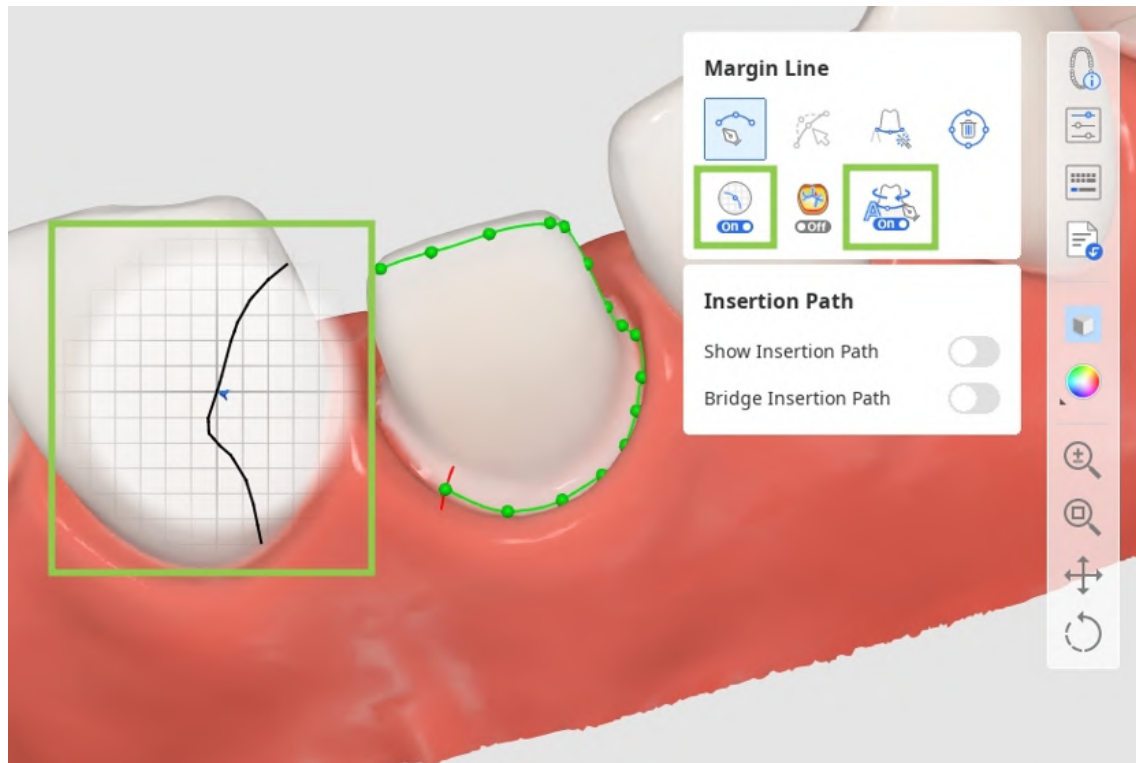 Margin Line
On
Off
A
On
Insertion Path
Show Insertion Path
Bridge Insertion Path